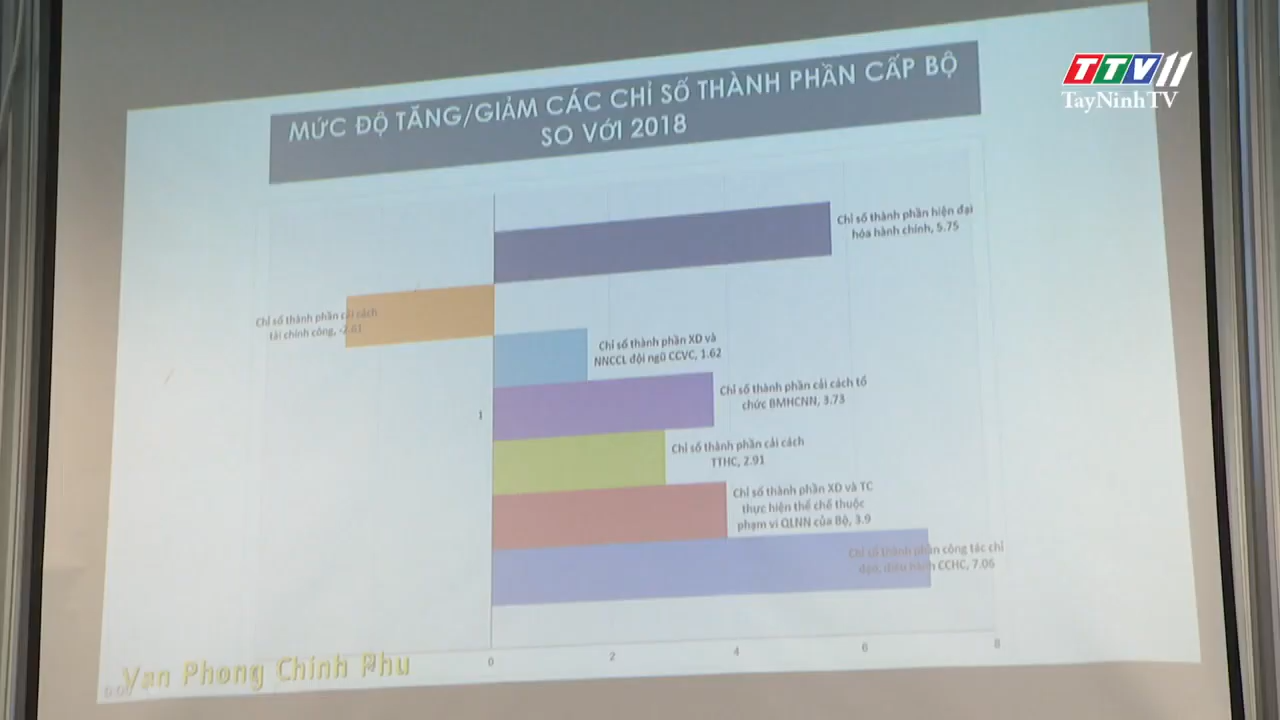 TTV11
TayNinhTV
MỨC ĐỘ TĂNG/GIẢM CÁC CHỈ SỐ THÀNH PHẦN CẤP BỘ
SO VỚI 2018
Chỉ số thành phần hiện đại
hóa hành chính, 5.75
Chỉ số thành phần cải cách
tài chính công, -2.61
Chỉ số thành phần XD và
NNCCL đội ngũ CCVC, 1.62
Chỉ số thành phần cải cách tổ
chức BMHCNN, 3.73
1
Chỉ số thành phần cải cách
TTHC, 2.91
Chỉ số thành phần XD và TC
thực hiện thể chế thuộc
phạm vi QLNN của Bộ, 3.9
Chỉ số thành phần công tác chỉ
đạo, điều hành CCHC, 7.06
0 2 4 6 8
Van Phong Chinh Phu